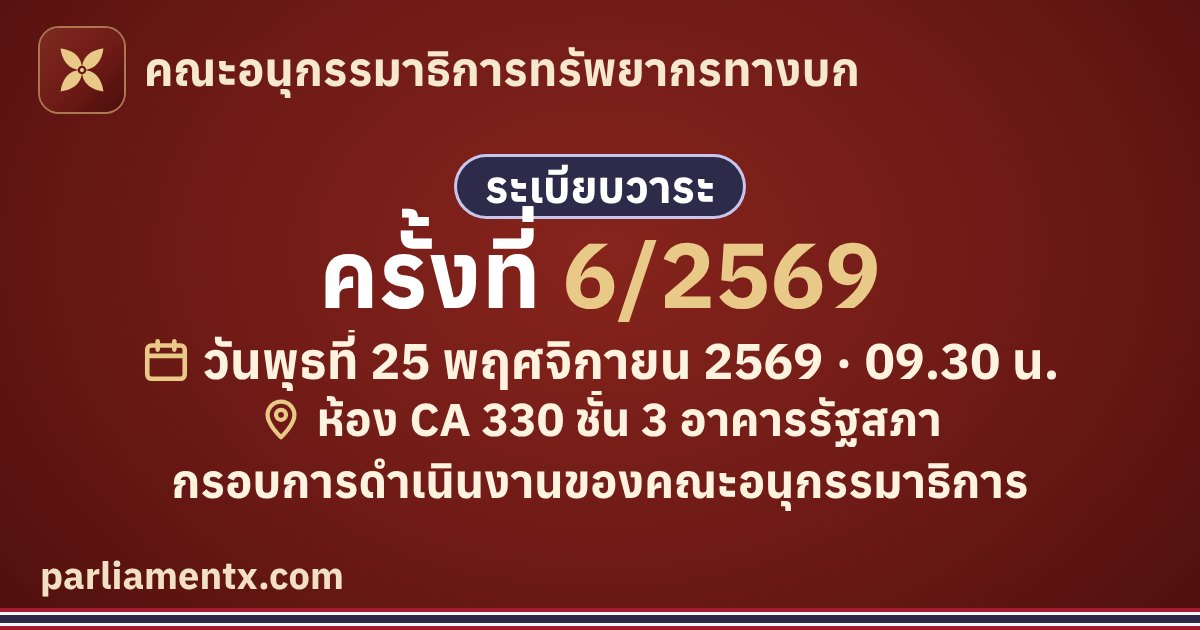 คณะอนุกรรมาธิการทรัพยากรทางบก
ระเบียบวาระ
ครั้งที่ 6/2569
วันพุธที่ 25 พฤศจิกายน 2569 · 09.30 น.
ห้อง CA 330 ชั้น 3 อาคารรัฐสภา
กรอบการดำเนินงานของคณะอนุกรรมาธิการ
parliamentx.com